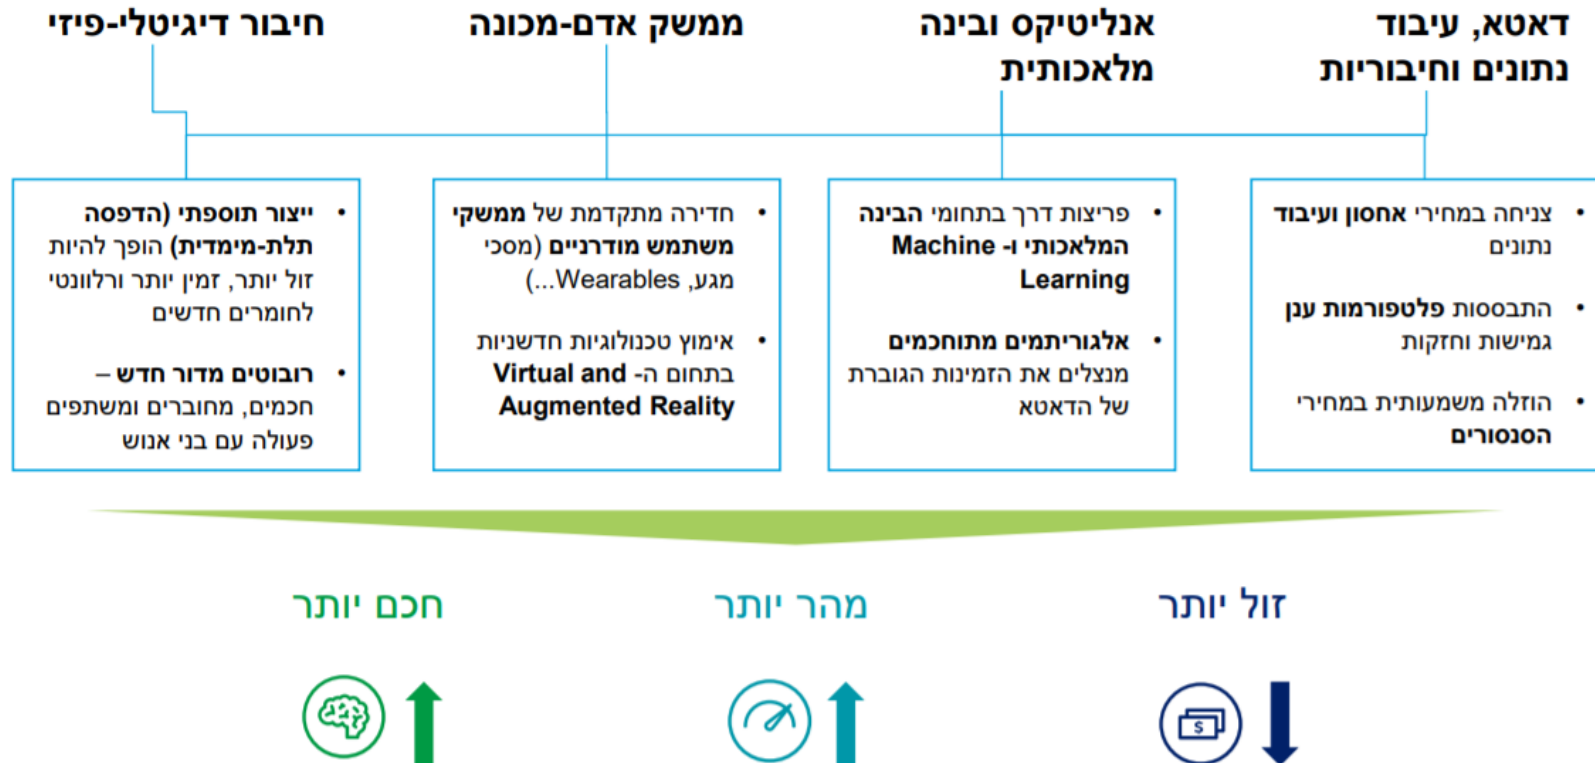 דאטא, עיבוד
נתונים וחיבוריות
אנליטיקס ובינה
מלאכותית
ממשק אדם-מכונה
חיבור דיגיטלי-פיזי
• צניחה במחירי אחסון ועיבוד
נתונים
• התבססות פלטפורמות ענן
גמישות וחזקות
• הוזלה משמעותית במחירי
הסנסורים
• פריצות דרך בתחומי הבינה
המלאכותי ו- Machine
Learning
• אלגוריתמים מתוחכמים
מנצלים את הזמינות הגוברת
של הדאטא
• חדירה מתקדמת של ממשקי
משתמש מודרניים (מסכי
מגע, Wearables...)
• אימוץ טכנולוגיות חדשניות
בתחום ה- Virtual and
Augmented Reality
• ייצור תוספתי (הדפסה
תלת-מימדית) הופך להיות
זול יותר, זמין יותר ורלוונטי
לחומרים חדשים
• רובוטים מדור חדש –
חכמים, מחוברים ומשתפים
פעולה עם בני אנוש
זול יותר
מהר יותר
חכם יותר
$